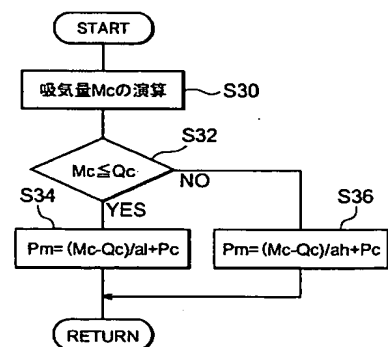 START
吸気量Mcの演算
S30
S32
Mc≦Qc
NO
S34
YES
S36
Pm=(Mc-Qc)/al+Pc
Pm=(Mc-Qc)/ah+Pc
RETURN